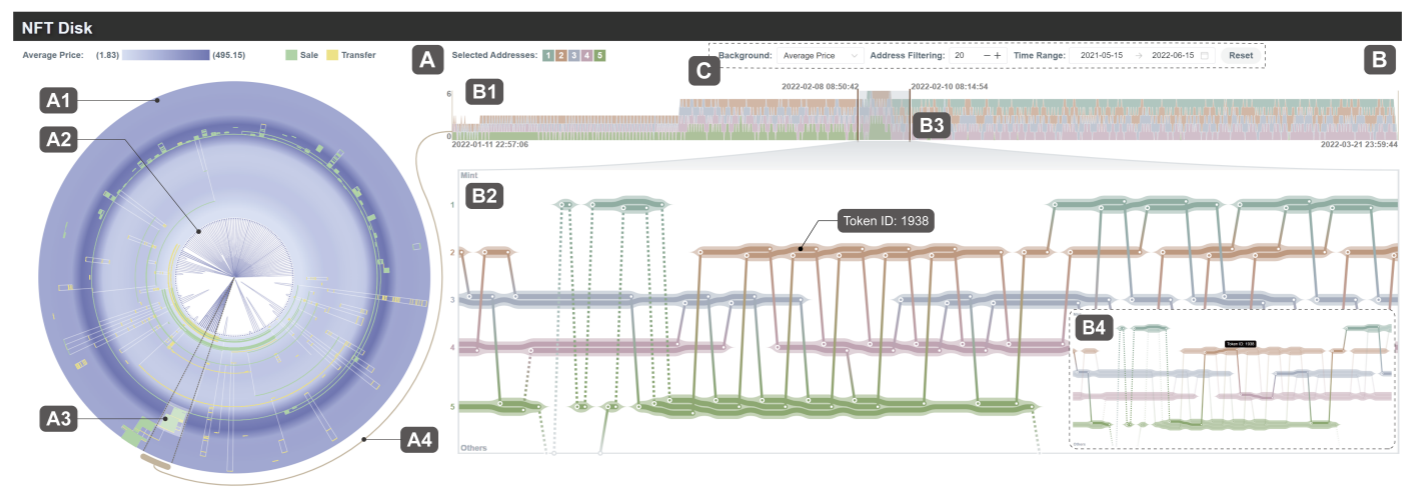 NFT Disk
Average Price: (1.83) (495.15) Sale Transfer
A
Selected Addresses: 1 2 3 4 5
C
Background: Average Price Address Filtering: 20 −+ Time Range: 2021-05-15 → 2022-06-15 Reset
B
A1
A2
A3
A4
B1
6
0
2022-02-08 08:50:42
2022-02-10 08:14:54
B3
2022-01-11 22:57:06
2022-03-21 23:59:44
Mint
B2
1
2
3
4
5
Others
Token ID: 1938
B4
Token ID: 1938
Others